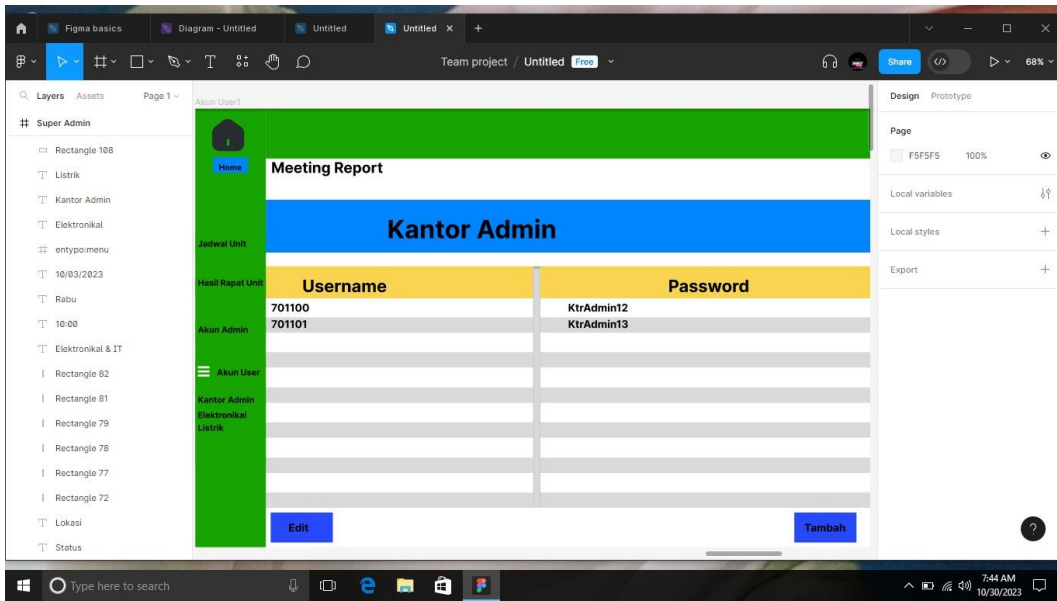 Figma basics
Diagram - Untitled
Untitled
Untitled
Team project / Untitled Free
Share
68%
Layers Assets Page 1
Super Admin
Rectangle 108
Listrik
Kantor Admin
Elektronikal
entypo:menu
10/03/2023
Rabu
10:00
Elektronikal & IT
Rectangle 82
Rectangle 81
Rectangle 79
Rectangle 78
Rectangle 77
Rectangle 72
Lokasi
Status
Akun User1
Home
Jadwal Unit
Hasil Rapat Unit
Akun Admin
Akun User
Kantor Admin
Elektronikal
Listrik
Meeting Report
Kantor Admin
Username Password
701100 KtrAdmin12
701101 KtrAdmin13
Edit Tambah
Design Prototype
Page
F5F5F5 100%
Local variables
Local styles
Export
?
Type here to search
7:44 AM
10/30/2023